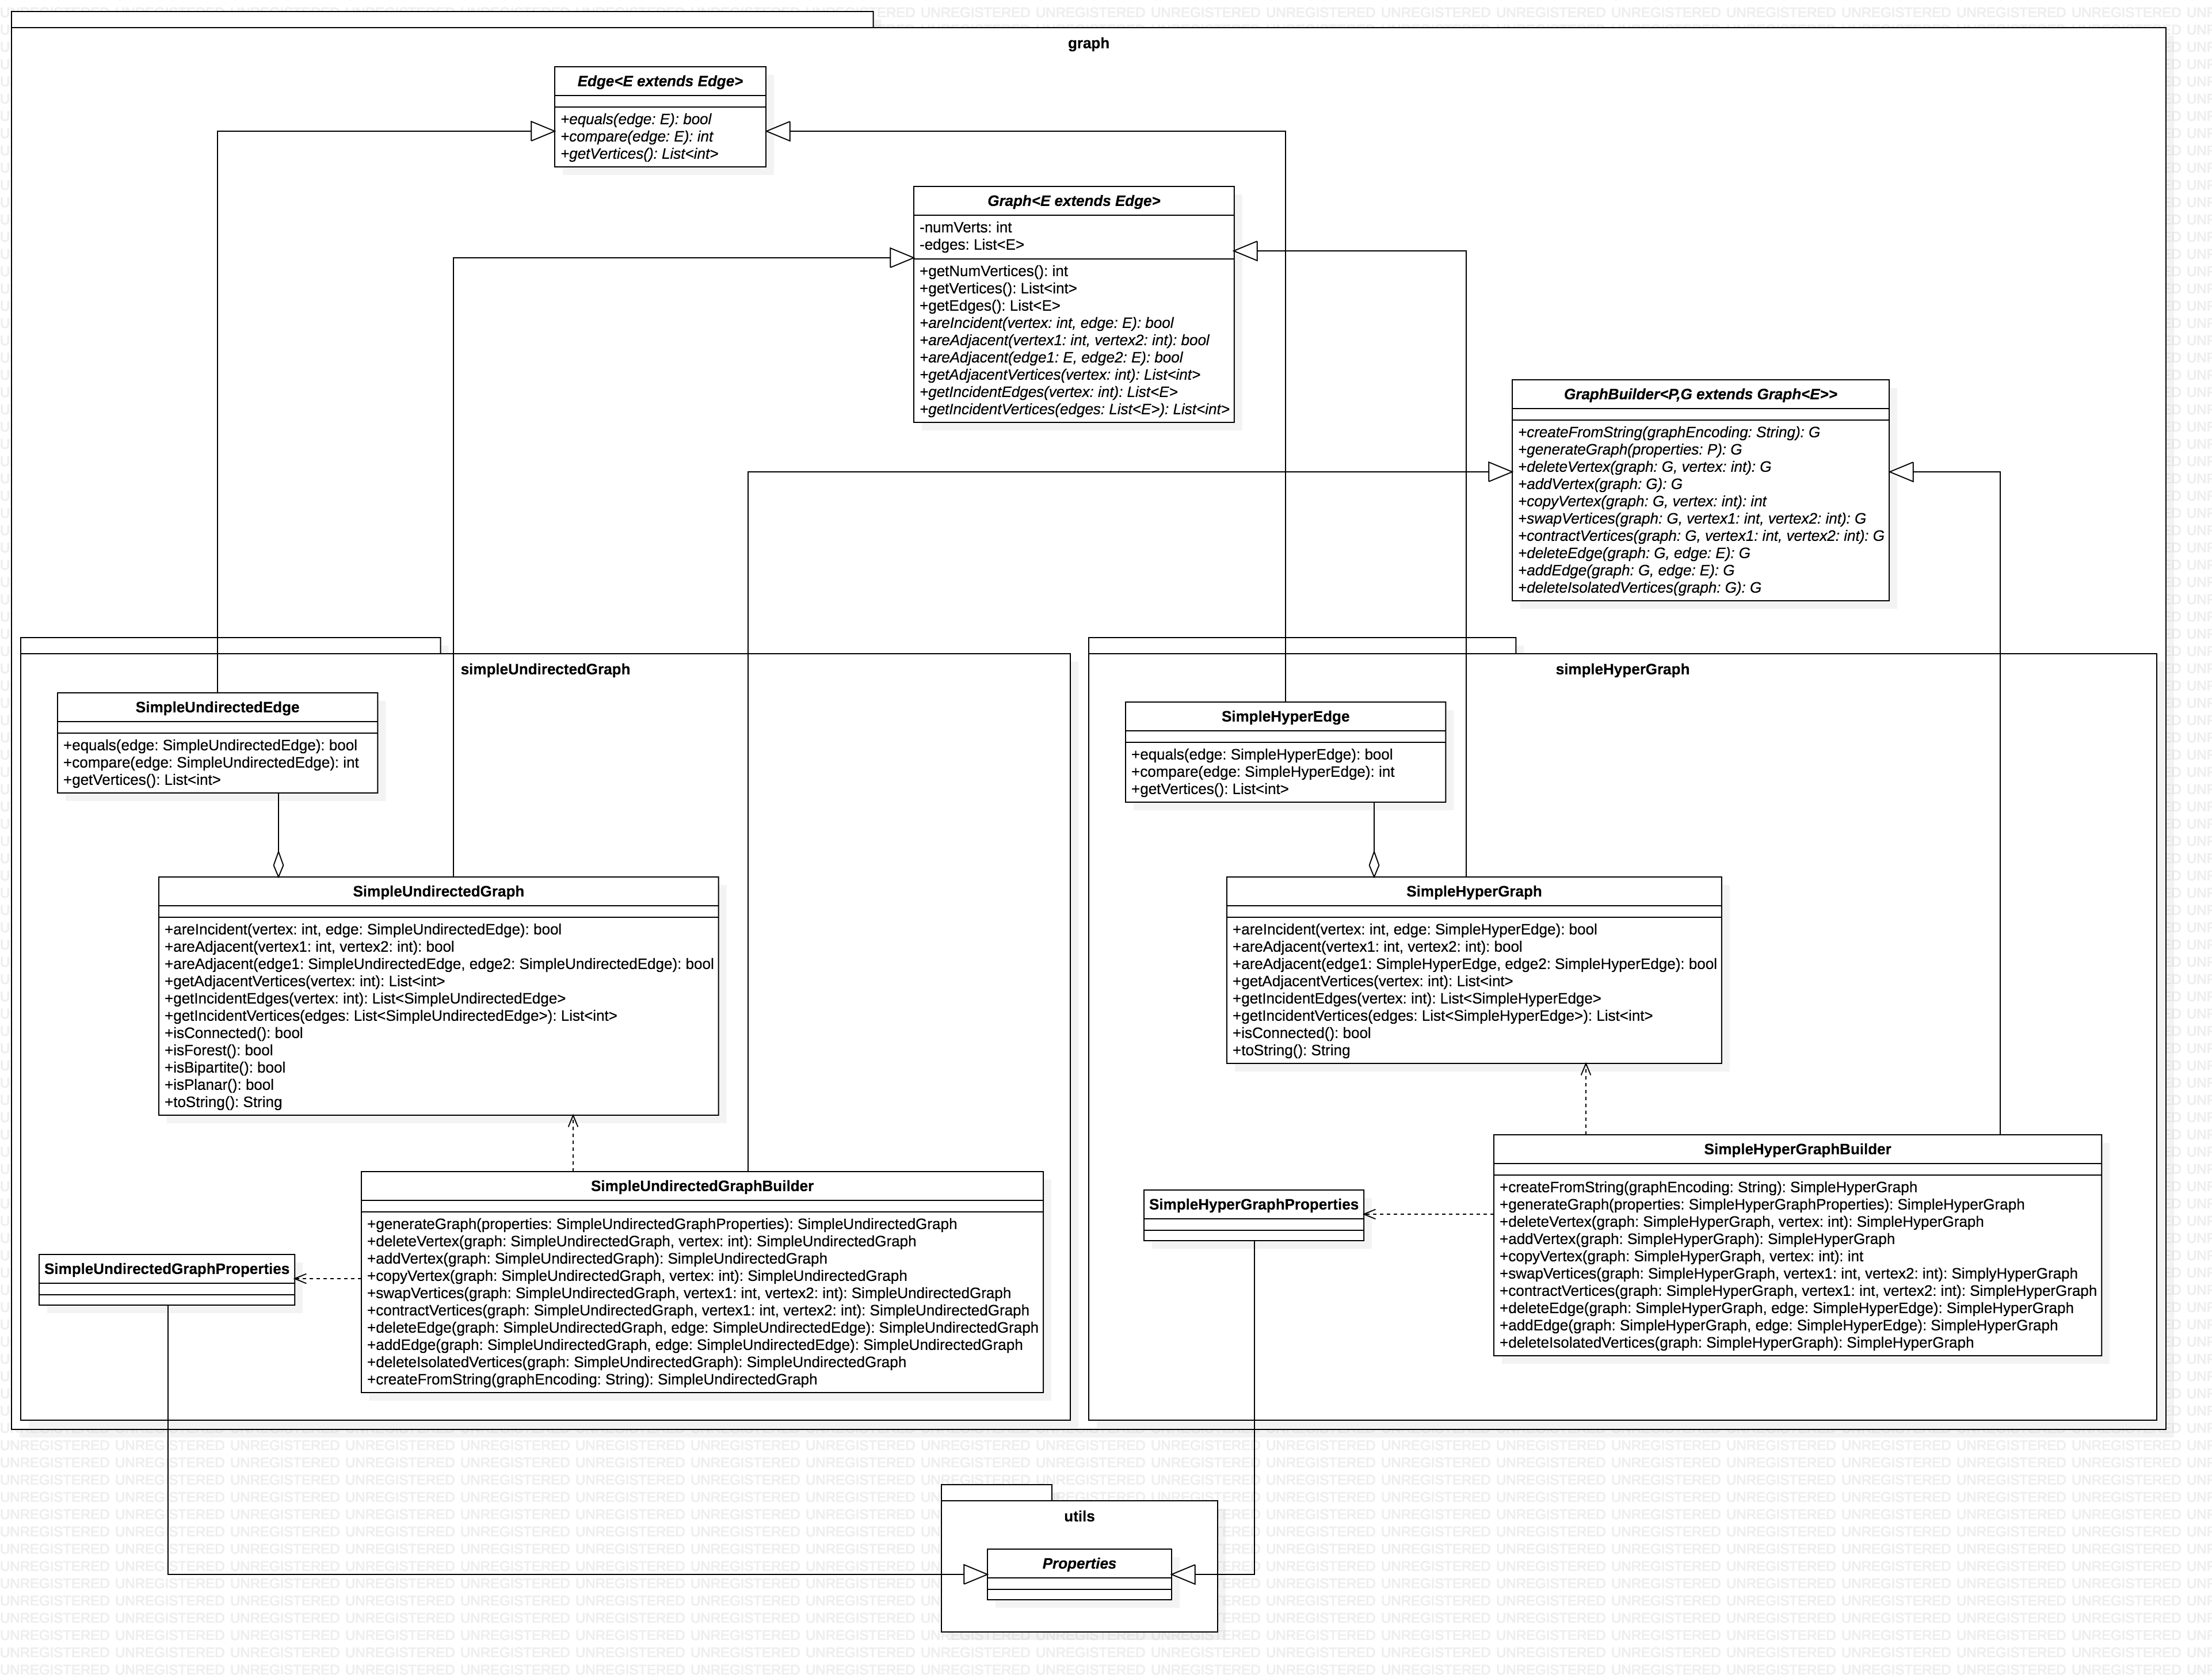 graph
Edge<E extends Edge>
+equals(edge: E): bool
+compare(edge: E): int
+getVertices(): List<int>
Graph<E extends Edge>
-numVerts: int
-edges: List<E>
+getNumVertices(): int
+getVertices(): List<int>
+getEdges(): List<E>
+areIncident(vertex: int, edge: E): bool
+areAdjacent(vertex1: int, vertex2: int): bool
+areAdjacent(edge1: E, edge2: E): bool
+getAdjacentVertices(vertex: int): List<int>
+getIncidentEdges(vertex: int): List<E>
+getIncidentVertices(edges: List<E>): List<int>
GraphBuilder<P,G extends Graph<E>>
+createFromString(graphEncoding: String): G
+generateGraph(properties: P): G
+deleteVertex(graph: G, vertex: int): G
+addVertex(graph: G): G
+copyVertex(graph: G, vertex: int): int
+swapVertices(graph: G, vertex1: int, vertex2: int): G
+contractVertices(graph: G, vertex1: int, vertex2: int): G
+deleteEdge(graph: G, edge: E): G
+addEdge(graph: G, edge: E): G
+deleteIsolatedVertices(graph: G): G
simpleUndirectedGraph
SimpleUndirectedEdge
+equals(edge: SimpleUndirectedEdge): bool
+compare(edge: SimpleUndirectedEdge): int
+getVertices(): List<int>
SimpleUndirectedGraph
+areIncident(vertex: int, edge: SimpleUndirectedEdge): bool
+areAdjacent(vertex1: int, vertex2: int): bool
+areAdjacent(edge1: SimpleUndirectedEdge, edge2: SimpleUndirectedEdge): bool
+getAdjacentVertices(vertex: int): List<int>
+getIncidentEdges(vertex: int): List<SimpleUndirectedEdge>
+getIncidentVertices(edges: List<SimpleUndirectedEdge>): List<int>
+isConnected(): bool
+isForest(): bool
+isBipartite(): bool
+isPlanar(): bool
+toString(): String
SimpleUndirectedGraphBuilder
+generateGraph(properties: SimpleUndirectedGraphProperties): SimpleUndirectedGraph
+deleteVertex(graph: SimpleUndirectedGraph, vertex: int): SimpleUndirectedGraph
+addVertex(graph: SimpleUndirectedGraph): SimpleUndirectedGraph
+copyVertex(graph: SimpleUndirectedGraph, vertex: int): SimpleUndirectedGraph
+swapVertices(graph: SimpleUndirectedGraph, vertex1: int, vertex2: int): SimpleUndirectedGraph
+contractVertices(graph: SimpleUndirectedGraph, vertex1: int, vertex2: int): SimpleUndirectedGraph
+deleteEdge(graph: SimpleUndirectedGraph, edge: SimpleUndirectedEdge): SimpleUndirectedGraph
+addEdge(graph: SimpleUndirectedGraph, edge: SimpleUndirectedEdge): SimpleUndirectedGraph
+deleteIsolatedVertices(graph: SimpleUndirectedGraph): SimpleUndirectedGraph
+createFromString(graphEncoding: String): SimpleUndirectedGraph
SimpleUndirectedGraphProperties
simpleHyperGraph
SimpleHyperEdge
+equals(edge: SimpleHyperEdge): bool
+compare(edge: SimpleHyperEdge): int
+getVertices(): List<int>
SimpleHyperGraph
+areIncident(vertex: int, edge: SimpleHyperEdge): bool
+areAdjacent(vertex1: int, vertex2: int): bool
+areAdjacent(edge1: SimpleHyperEdge, edge2: SimpleHyperEdge): bool
+getAdjacentVertices(vertex: int): List<int>
+getIncidentEdges(vertex: int): List<SimpleHyperEdge>
+getIncidentVertices(edges: List<SimpleHyperEdge>): List<int>
+isConnected(): bool
+toString(): String
SimpleHyperGraphBuilder
+createFromString(graphEncoding: String): SimpleHyperGraph
+generateGraph(properties: SimpleHyperGraphProperties): SimpleHyperGraph
+deleteVertex(graph: SimpleHyperGraph, vertex: int): SimpleHyperGraph
+addVertex(graph: SimpleHyperGraph): SimpleHyperGraph
+copyVertex(graph: SimpleHyperGraph, vertex: int): int
+swapVertices(graph: SimpleHyperGraph, vertex1: int, vertex2: int): SimplyHyperGraph
+contractVertices(graph: SimpleHyperGraph, vertex1: int, vertex2: int): SimpleHyperGraph
+deleteEdge(graph: SimpleHyperGraph, edge: SimpleHyperEdge): SimpleHyperGraph
+addEdge(graph: SimpleHyperGraph, edge: SimpleHyperEdge): SimpleHyperGraph
+deleteIsolatedVertices(graph: SimpleHyperGraph): SimpleHyperGraph
SimpleHyperGraphProperties
utils
Properties